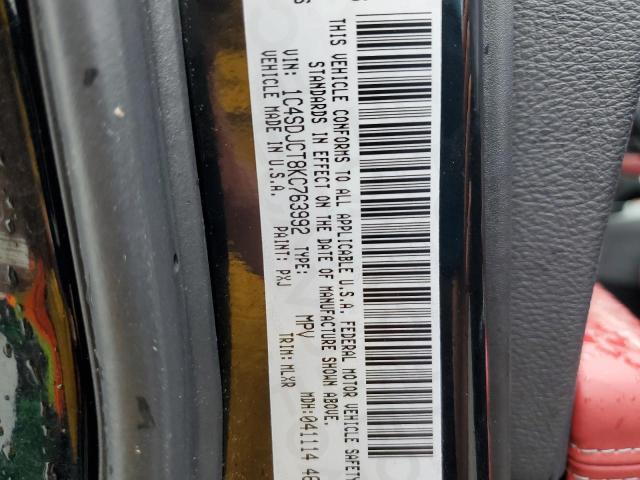 THIS VEHICLE CONFORMS TO ALL APPLICABLE U.S.A. FEDERAL MOTOR VEHICLE SAFETY
STANDARDS IN EFFECT ON THE DATE OF MANUFACTURE SHOWN ABOVE.
VIN: 1C4SDJCT8KC763992 TYPE: MPV MDH:041114 
VEHICLE MADE IN U.S.A. PAINT: PXJ TRIM: MLXR